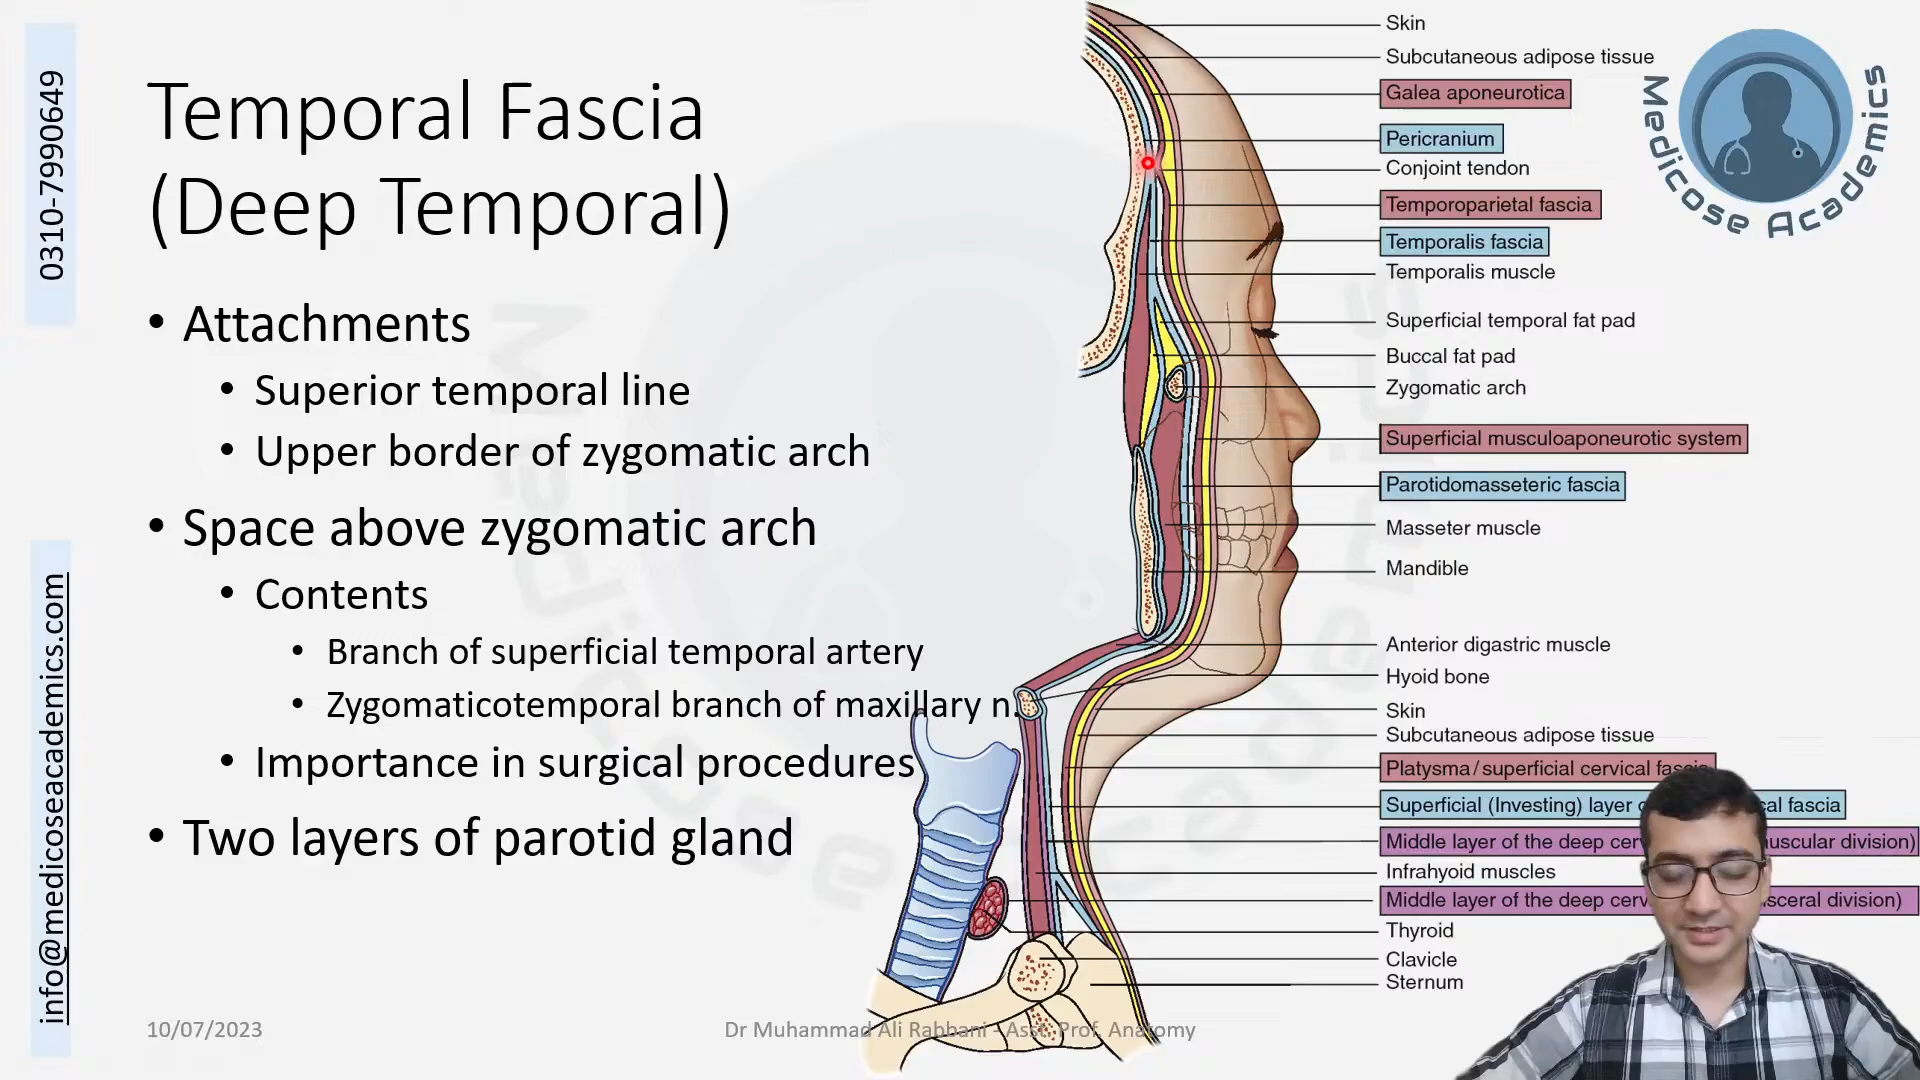 0310-7990649
info@medicoseacademics.com
Temporal Fascia
(Deep Temporal)
• Attachments
• Superior temporal line
• Upper border of zygomatic arch
• Space above zygomatic arch
• Contents
• Branch of superficial temporal artery
• Zygomaticotemporal branch of maxillary n.
• Importance in surgical procedures
• Two layers of parotid gland
Skin
Subcutaneous adipose tissue
Galea aponeurotica
Pericranium
Conjoint tendon
Temporoparietal fascia
Temporalis fascia
Temporalis muscle
Superficial temporal fat pad
Buccal fat pad
Zygomatic arch
Superficial musculoaponeurotic system
Parotidomasseteric fascia
Masseter muscle
Mandible
Anterior digastric muscle
Hyoid bone
Skin
Subcutaneous adipose tissue
Platysma/superficial cervical fascia
Superficial (Investing) layer fascia
Middle layer of the deep division)
Infrahyoid muscles
Middle layer of the deep division)
Thyroid
Clavicle
Sternum
Medicose Academics
10/07/2023
Dr Muhammad Ali Rabbani - Asst. Prof. Anatomy